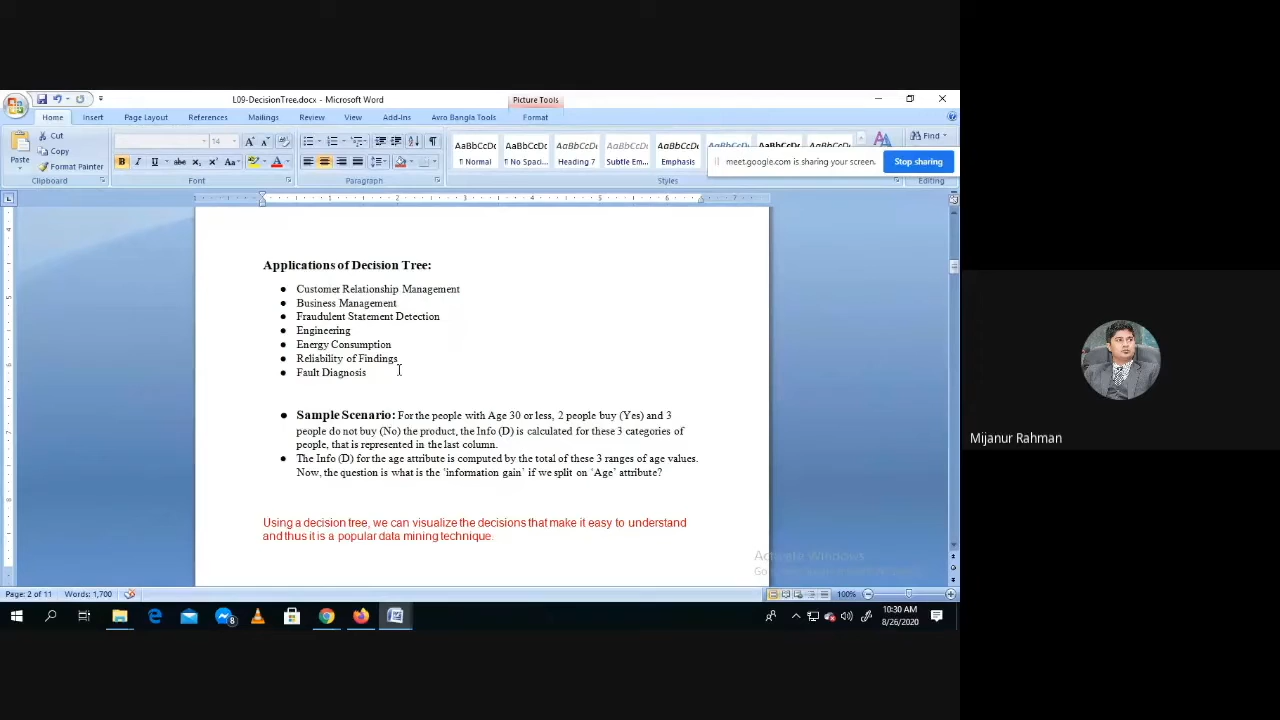 L09-DecisionTree.docx - Microsoft Word
Picture Tools
Home Insert Page Layout References Mailings Review View Add-Ins Avro Bangla Tools Format
Cut
Copy
Format Painter
Paste
14
AaBbCcDc AaBbCcDc AaBbCcDc AaBbCcDc AaBbCcDc
¶ Normal ¶ No Spaci... Heading 7 Subtle Em... Emphasis
Find
meet.google.com is sharing your screen.
Stop sharing
Clipboard Font Paragraph Styles Editing
Applications of Decision Tree:
● Customer Relationship Management
● Business Management
● Fraudulent Statement Detection
● Engineering
● Energy Consumption
● Reliability of Findings
● Fault Diagnosis
● Sample Scenario: For the people with Age 30 or less, 2 people buy (Yes) and 3
people do not buy (No) the product, the Info (D) is calculated for these 3 categories of
people, that is represented in the last column.
● The Info (D) for the age attribute is computed by the total of these 3 ranges of age values.
Now, the question is what is the ‘information gain’ if we split on ‘Age’ attribute?
Using a decision tree, we can visualize the decisions that make it easy to understand
and thus it is a popular data mining technique.
Activate Windows
Page: 2 of 11 Words: 1,700 100%
8
10:30 AM
8/26/2020
Mijanur Rahman